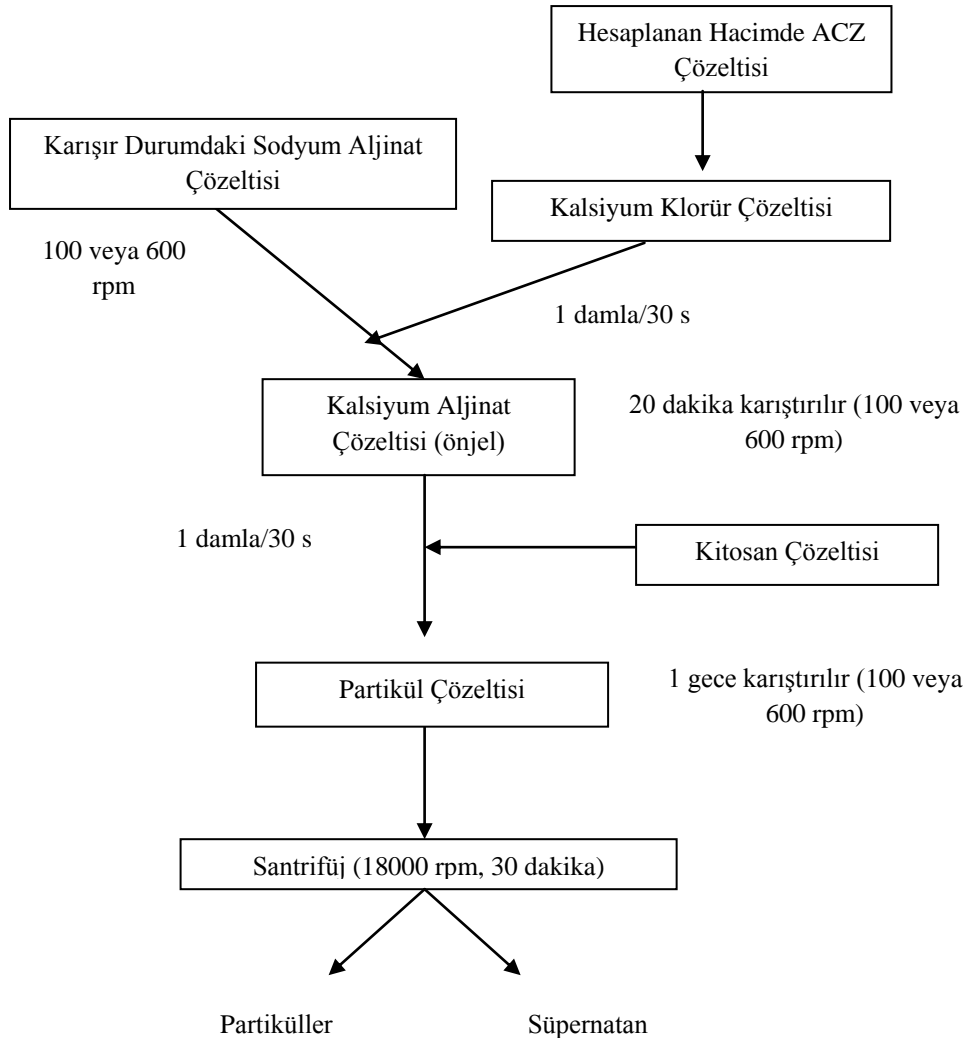 Hesaplanan Hacimde ACZ
Çözeltisi
Karışır Durumdaki Sodyum Aljinat
Çözeltisi
Kalsiyum Klorür Çözeltisi
100 veya 600
rpm
1 damla/30 s
Kalsiyum Aljinat
Çözeltisi (önjel)
20 dakika karıştırılır (100 veya
600 rpm)
1 damla/30 s
Kitosan Çözeltisi
Partikül Çözeltisi
1 gece karıştırılır (100 veya
600 rpm)
Santrifüj (18000 rpm, 30 dakika)
Partiküller
Süpernatan